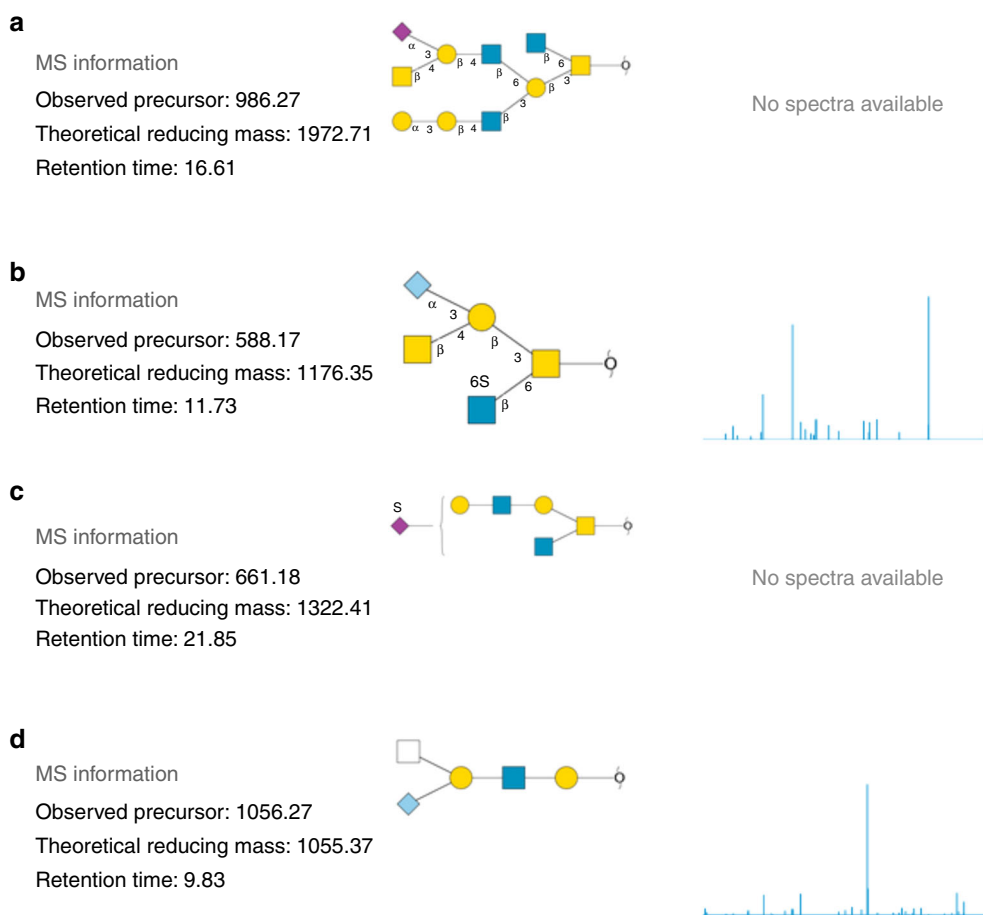 a
MS information
Observed precursor: 986.27
Theoretical reducing mass: 1972.71
Retention time: 16.61
α 3 4 β β 4 β 6 β 6 β 3 3 α 3 β 4 β
No spectra available
b
MS information
Observed precursor: 588.17
Theoretical reducing mass: 1176.35
Retention time: 11.73
α 3 4 β β 3 6S β 6
c
MS information
Observed precursor: 661.18
Theoretical reducing mass: 1322.41
Retention time: 21.85
S
No spectra available
d
MS information
Observed precursor: 1056.27
Theoretical reducing mass: 1055.37
Retention time: 9.83